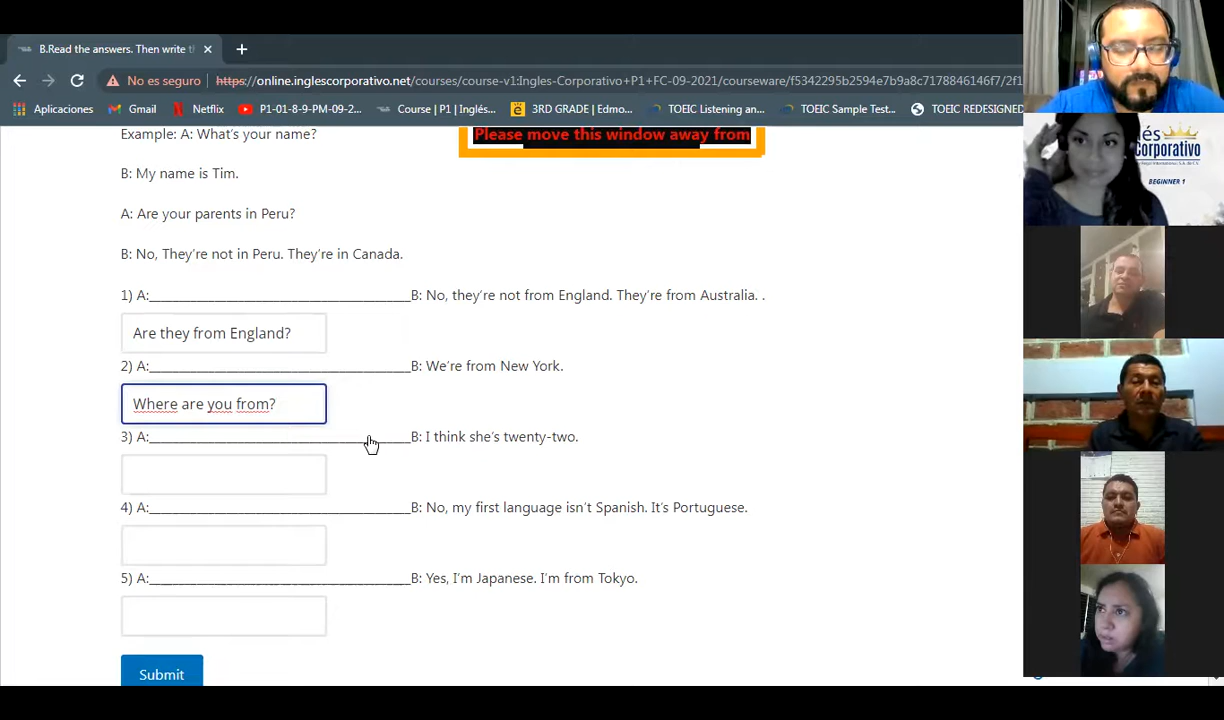 B.Read the answers. Then write t
No es seguro https://online.inglescorporativo.net/courses/course-v1:Ingles-Corporativo+P1+FC-09-2021/courseware/f5342295b2594e7b9a8c7178846146f7/2f1
Aplicaciones Gmail Netflix P1-01-8-9-PM-09-2... Course | P1 | Inglés... 3RD GRADE | Edmo... TOEIC Listening an... TOEIC Sample Test... TOEIC REDESIGNED
Example: A: What's your name?
Please move this window away from
B: My name is Tim.
A: Are your parents in Peru?
B: No, They're not in Peru. They're in Canada.
1) A:___________________________________B: No, they're not from England. They're from Australia. .
Are they from England?
2) A:___________________________________B: We're from New York.
Where are you from?
3) A:___________________________________B: I think she's twenty-two.
4) A:___________________________________B: No, my first language isn't Spanish. It's Portuguese.
5) A:___________________________________B: Yes, I'm Japanese. I'm from Tokyo.
Submit
lés
Corporativo
BEGINNER 1